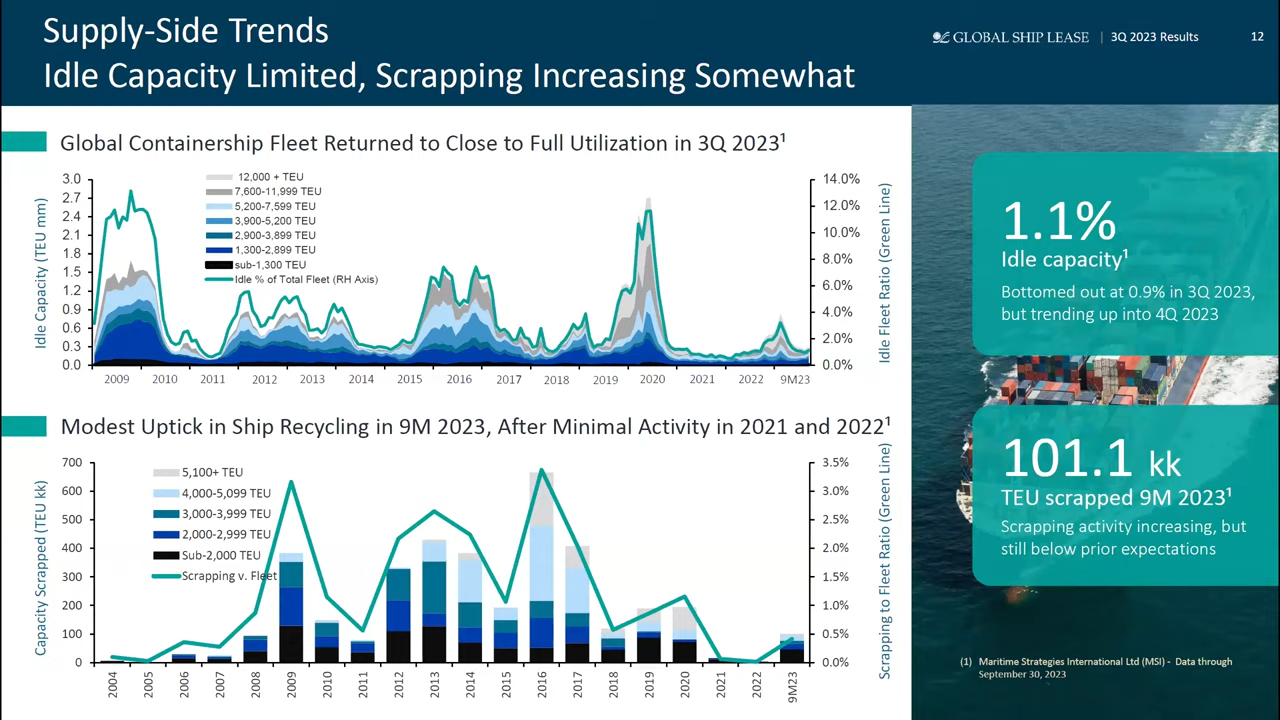 Supply-Side Trends
Idle Capacity Limited, Scrapping Increasing Somewhat
GLOBAL SHIP LEASE | 3Q 2023 Results 12
Global Containership Fleet Returned to Close to Full Utilization in 3Q 2023¹
Idle Capacity (TEU mm)
3.0
2.7
2.4
2.1
1.8
1.5
1.2
0.9
0.6
0.3
0.0
12,000 + TEU
7,600-11,999 TEU
5,200-7,599 TEU
3,900-5,200 TEU
2,900-3,899 TEU
1,300-2,899 TEU
sub-1,300 TEU
Idle % of Total Fleet (RH Axis)
14.0%
12.0%
10.0%
8.0%
6.0%
4.0%
2.0%
0.0%
Idle Fleet Ratio (Green Line)
2009 2010 2011 2012 2013 2014 2015 2016 2017 2018 2019 2020 2021 2022 9M23
Modest Uptick in Ship Recycling in 9M 2023, After Minimal Activity in 2021 and 2022¹
Capacity Scrapped (TEU kk)
700
600
500
400
300
200
100
0
5,100+ TEU
4,000-5,099 TEU
3,000-3,999 TEU
2,000-2,999 TEU
Sub-2,000 TEU
Scrapping v. Fleet
3.5%
3.0%
2.5%
2.0%
1.5%
1.0%
0.5%
0.0%
Scrapping to Fleet Ratio (Green Line)
2004 2005 2006 2007 2008 2009 2010 2011 2012 2013 2014 2015 2016 2017 2018 2019 2020 2021 2022 9M23
1.1%
Idle capacity¹
Bottomed out at 0.9% in 3Q 2023,
but trending up into 4Q 2023
101.1 kk
TEU scrapped 9M 2023¹
Scrapping activity increasing, but
still below prior expectations
(1) Maritime Strategies International Ltd (MSI) - Data through
September 30, 2023